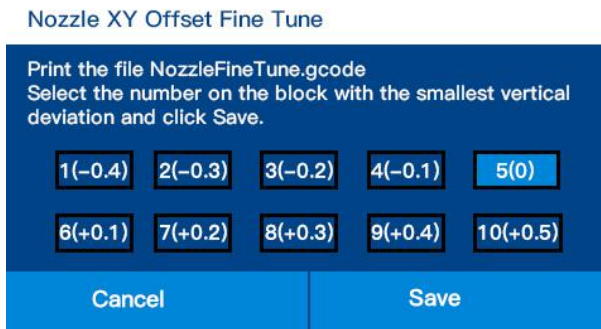 Nozzle XY Offset Fine Tune
Print the file NozzleFineTune.gcode
Select the number on the block with the smallest vertical
deviation and click Save.
1(-0.4) 2(-0.3) 3(-0.2) 4(-0.1) 5(0)
6(+0.1) 7(+0.2) 8(+0.3) 9(+0.4) 10(+0.5)
Cancel Save